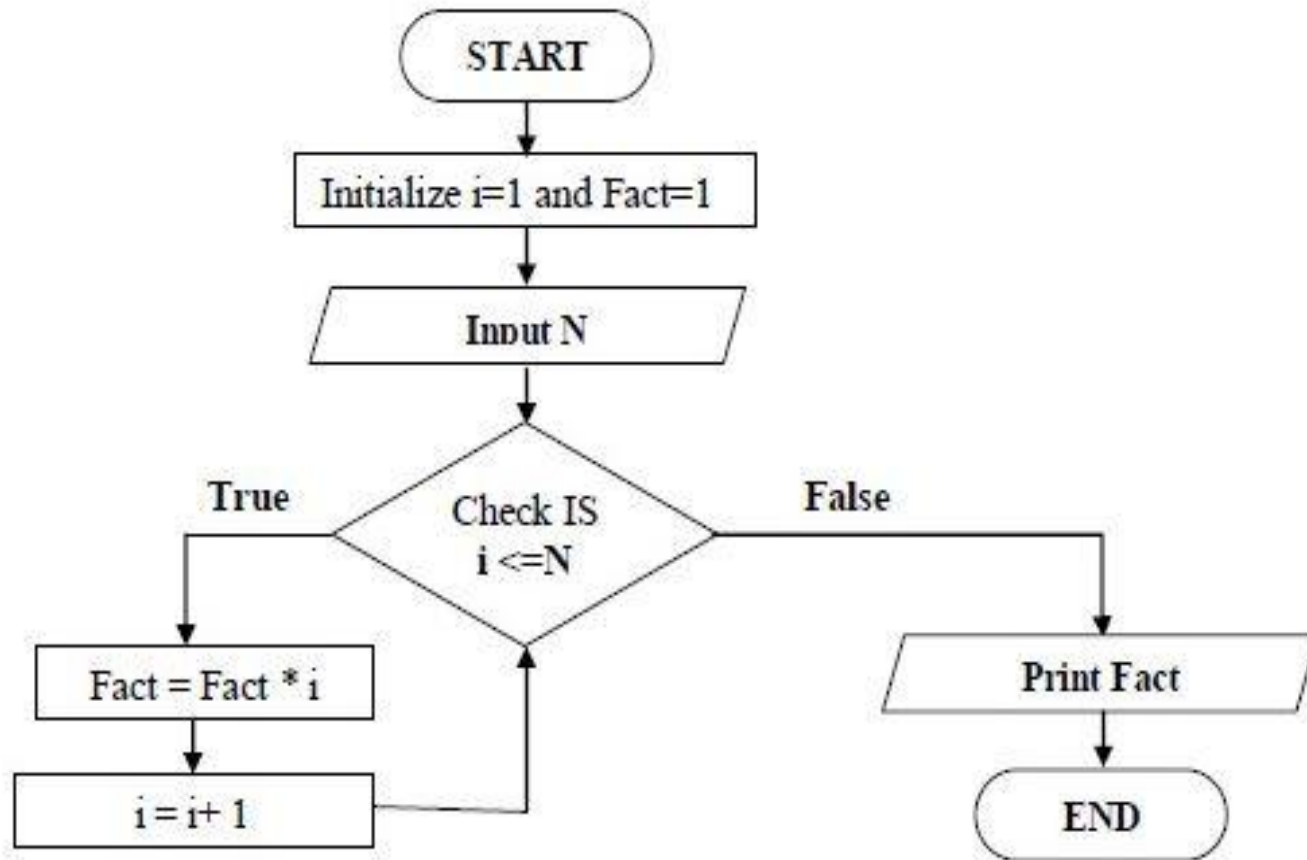 START
Initialize i=1 and Fact=1
Input N
True
False
Check IS
i <=N
Fact = Fact * i
Print Fact
i = i+ 1
END